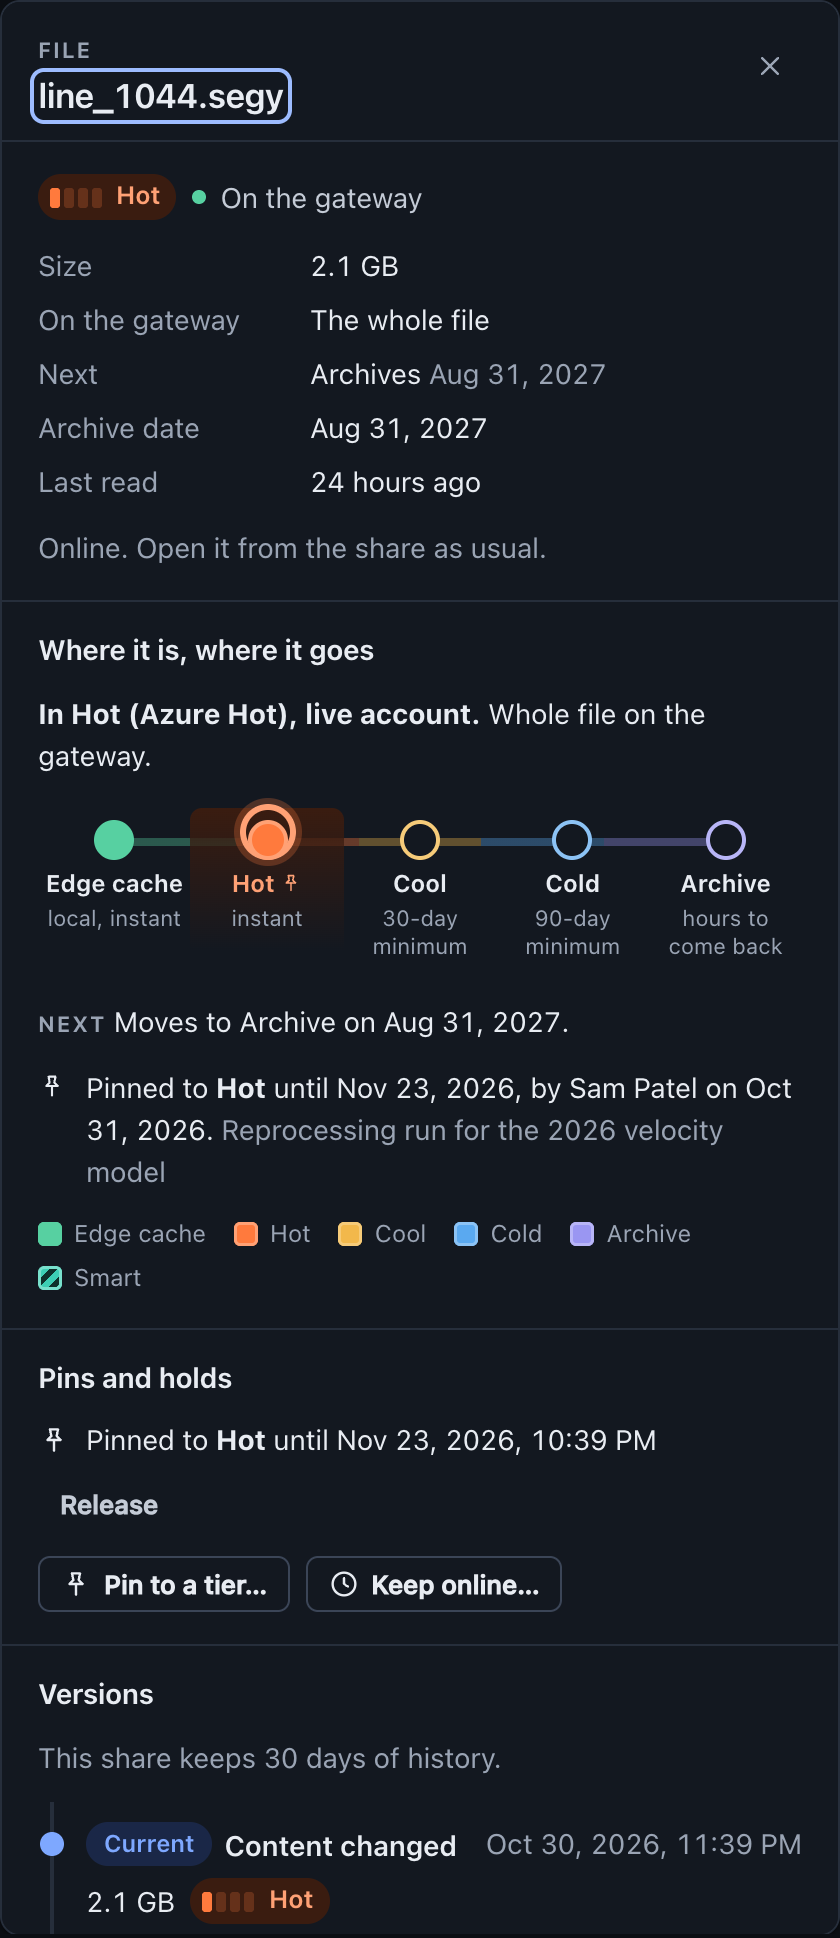 FILE
line_1044.segy
Hot
On the gateway
Size 2.1 GB
On the gateway The whole file
Next Archives Aug 31, 2027
Archive date Aug 31, 2027
Last read 24 hours ago
Online. Open it from the share as usual.
Where it is, where it goes
In Hot (Azure Hot), live account. Whole file on the
gateway.
Edge cache Hot Cool Cold Archive
local, instant instant 30-day 90-day hours to
minimum minimum come back
NEXT Moves to Archive on Aug 31, 2027.
Pinned to Hot until Nov 23, 2026, by Sam Patel on Oct
31, 2026. Reprocessing run for the 2026 velocity
model
Edge cache Hot Cool Cold Archive
Smart
Pins and holds
Pinned to Hot until Nov 23, 2026, 10:39 PM
Release
Pin to a tier... Keep online...
Versions
This share keeps 30 days of history.
Current Content changed Oct 30, 2026, 11:39 PM
2.1 GB Hot